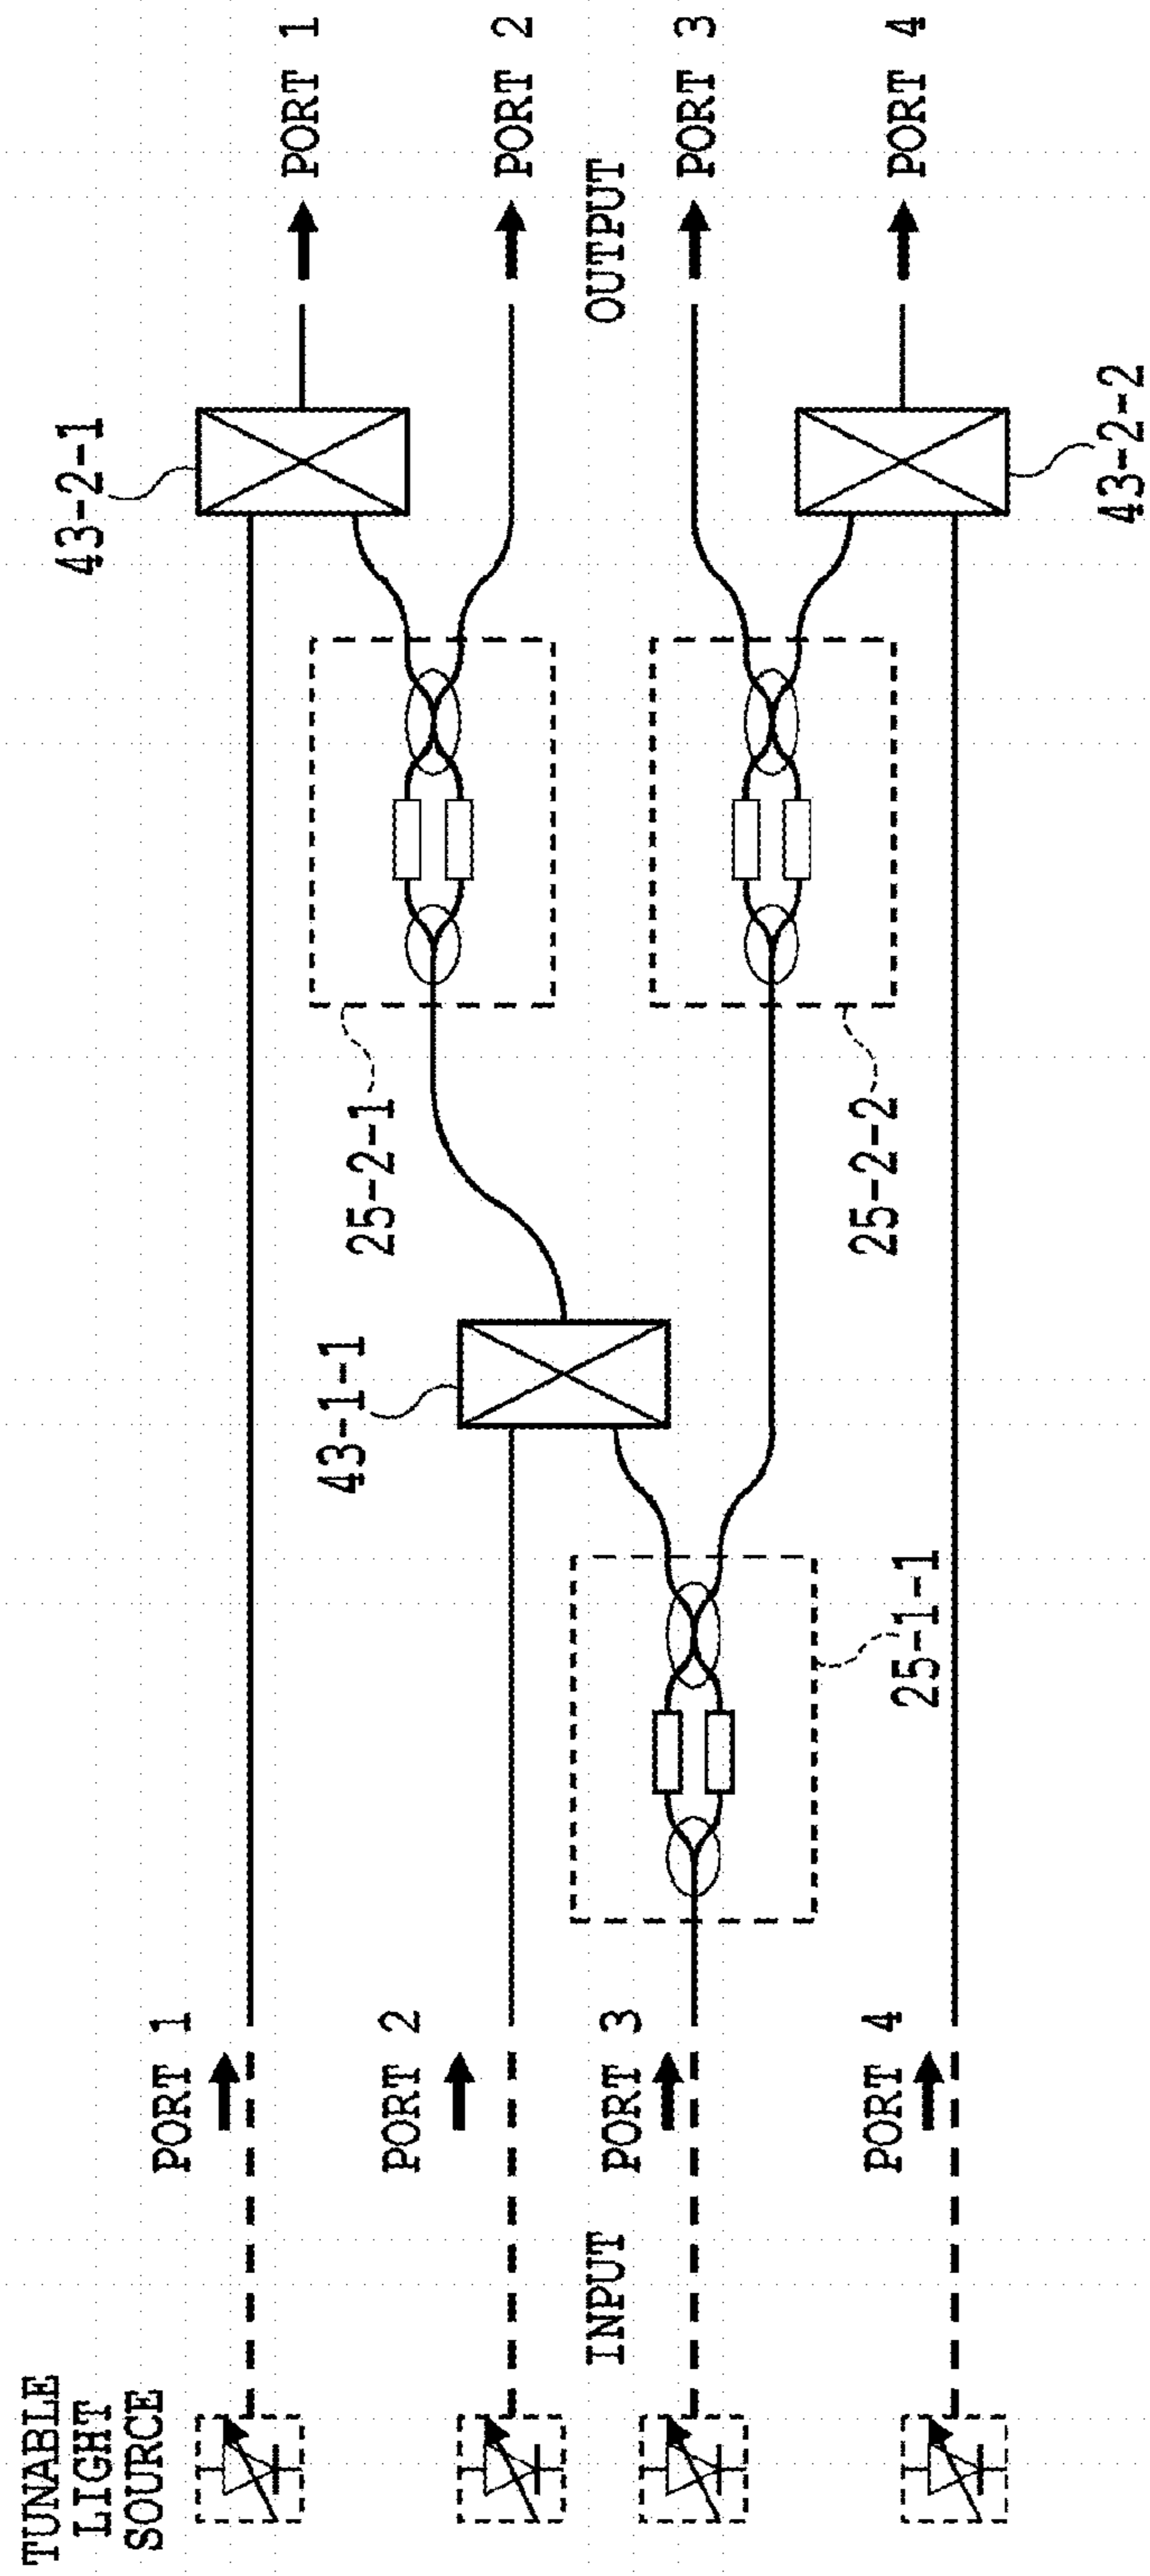 TUNABLE
LIGHT
SOURCE
INPUT
PORT 1
PORT 2
PORT 3
PORT 4
25-1-1
43-1-1
25-2-1
25-2-2
43-2-1
43-2-2
OUTPUT
PORT 1
PORT 2
PORT 3
PORT 4